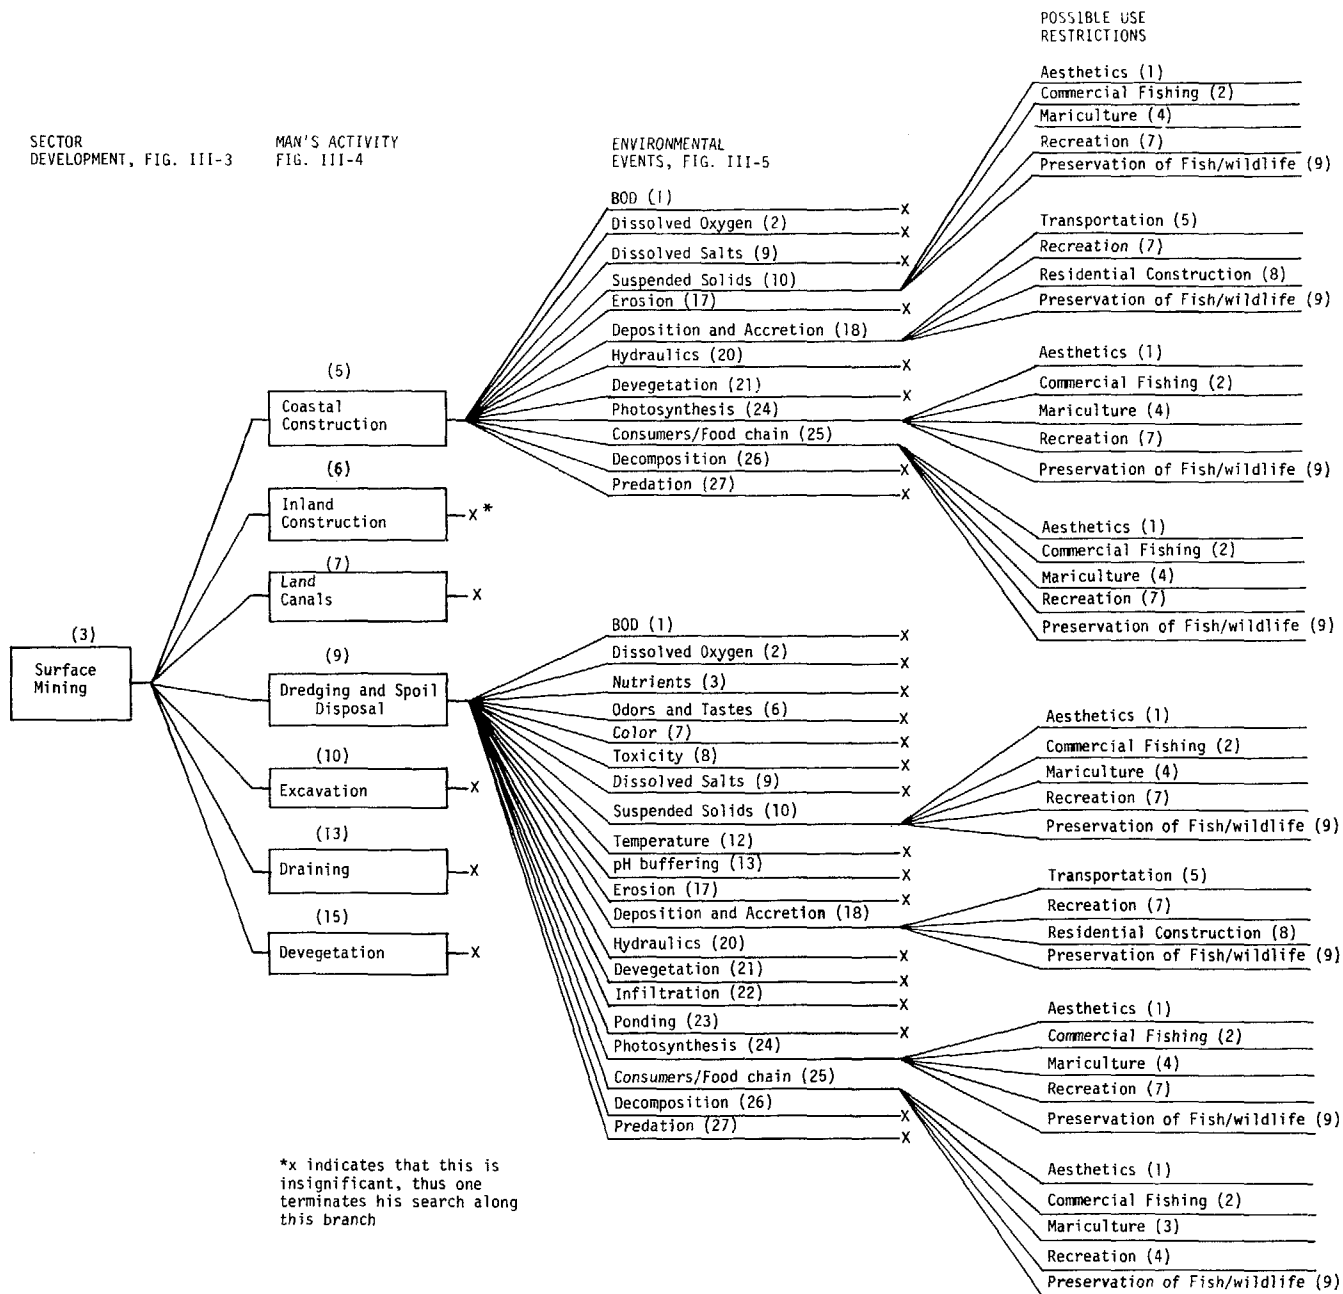 POSSIBLE USE
RESTRICTIONS
SECTOR
DEVELOPMENT, FIG. III-3
MAN'S ACTIVITY
FIG. III-4
ENVIRONMENTAL
EVENTS, FIG. III-5
(3)
Surface
Mining
(5)
Coastal
Construction
(6)
Inland
Construction
X*
(7)
Land
Canals
X
(9)
Dredging and Spoil
Disposal
(10)
Excavation
X
(13)
Draining
X
(15)
Devegetation
X
*x indicates that this is
insignificant, thus one
terminates his search along
this branch
BOD (1) X
Dissolved Oxygen (2) X
Dissolved Salts (9) X
Suspended Solids (10)
Erosion (17) X
Deposition and Accretion (18)
Hydraulics (20) X
Devegetation (21) X
Photosynthesis (24)
Consumers/Food chain (25)
Decomposition (26) X
Predation (27) X
BOD (1) X
Dissolved Oxygen (2) X
Nutrients (3) X
Odors and Tastes (6) X
Color (7) X
Toxicity (8) X
Dissolved Salts (9) X
Suspended Solids (10)
Temperature (12) X
pH buffering (13) X
Erosion (17) X
Deposition and Accretion (18)
Hydraulics (20) X
Devegetation (21) X
Infiltration (22) X
Ponding (23) X
Photosynthesis (24)
Consumers/Food chain (25)
Decomposition (26) X
Predation (27) X
Aesthetics (1)
Commercial Fishing (2)
Mariculture (4)
Recreation (7)
Preservation of Fish/wildlife (9)
Transportation (5)
Recreation (7)
Residential Construction (8)
Preservation of Fish/wildlife (9)
Aesthetics (1)
Commercial Fishing (2)
Mariculture (4)
Recreation (7)
Preservation of Fish/wildlife (9)
Aesthetics (1)
Commercial Fishing (2)
Mariculture (4)
Recreation (7)
Preservation of Fish/wildlife (9)
Aesthetics (1)
Commercial Fishing (2)
Mariculture (4)
Recreation (7)
Preservation of Fish/wildlife (9)
Transportation (5)
Recreation (7)
Residential Construction (8)
Preservation of Fish/wildlife (9)
Aesthetics (1)
Commercial Fishing (2)
Mariculture (4)
Recreation (7)
Preservation of Fish/wildlife (9)
Aesthetics (1)
Commercial Fishing (2)
Mariculture (3)
Recreation (4)
Preservation of Fish/wildlife (9)